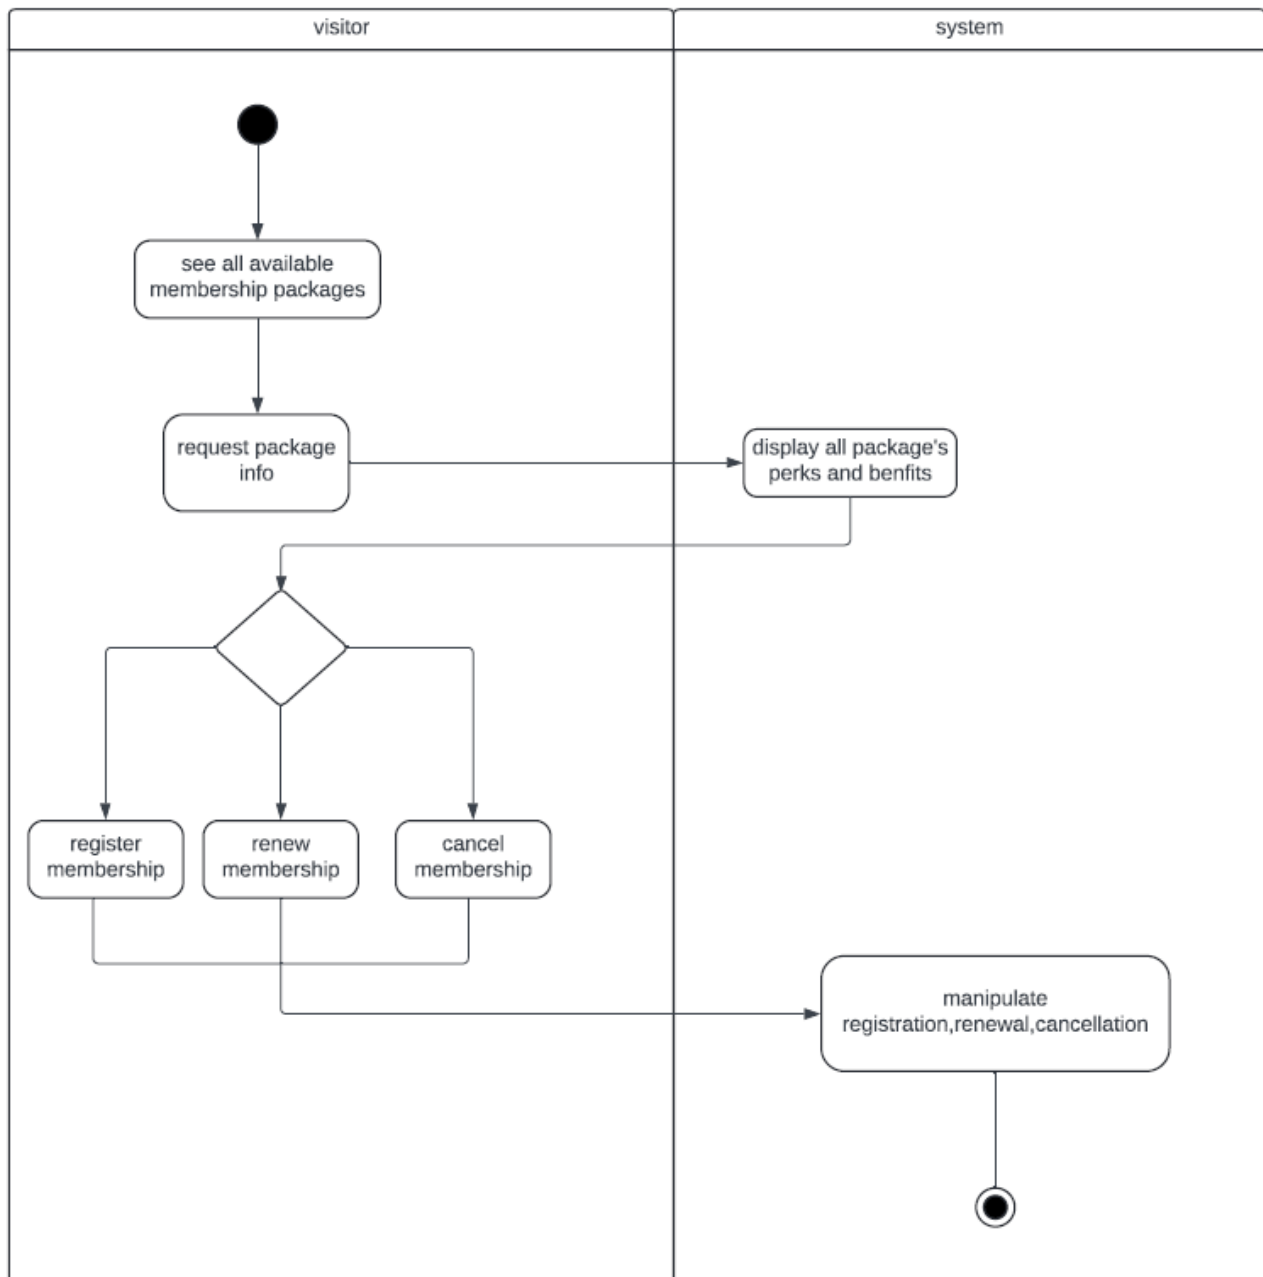 visitor
system
see all available
membership packages
request package
info
display all package's
perks and benfits
register
membership
renew
membership
cancel
membership
manipulate
registration,renewal,cancellation